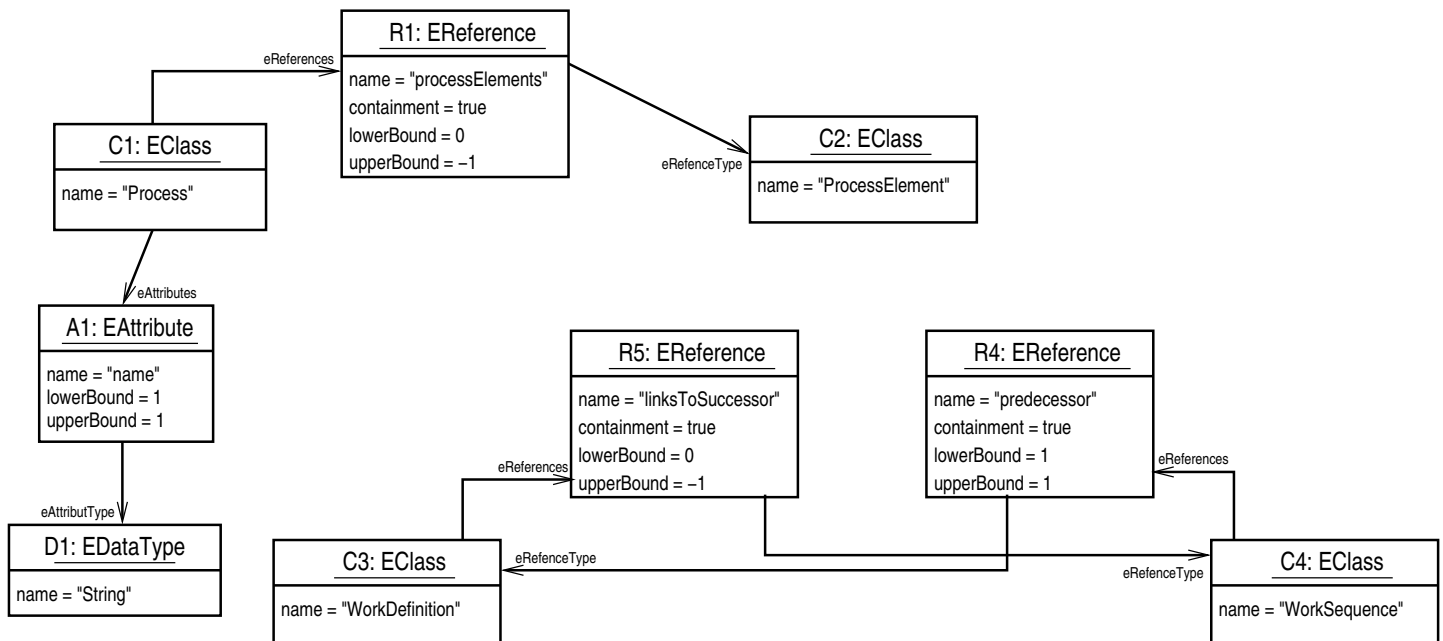 R1: EReference
eReferences
name = "processElements"
containment = true
lowerBound = 0
upperBound = −1
C1: EClass
name = "Process"
C2: EClass
eRefenceType
name = "ProcessElement"
eAttributes
A1: EAttribute
name = "name"
lowerBound = 1
upperBound = 1
eAttributType
D1: EDataType
name = "String"
R5: EReference
name = "linksToSuccessor"
containment = true
lowerBound = 0
upperBound = −1
eReferences
R4: EReference
name = "predecessor"
containment = true
lowerBound = 1
upperBound = 1
eReferences
C3: EClass
eRefenceType
name = "WorkDefinition"
C4: EClass
eRefenceType
name = "WorkSequence"